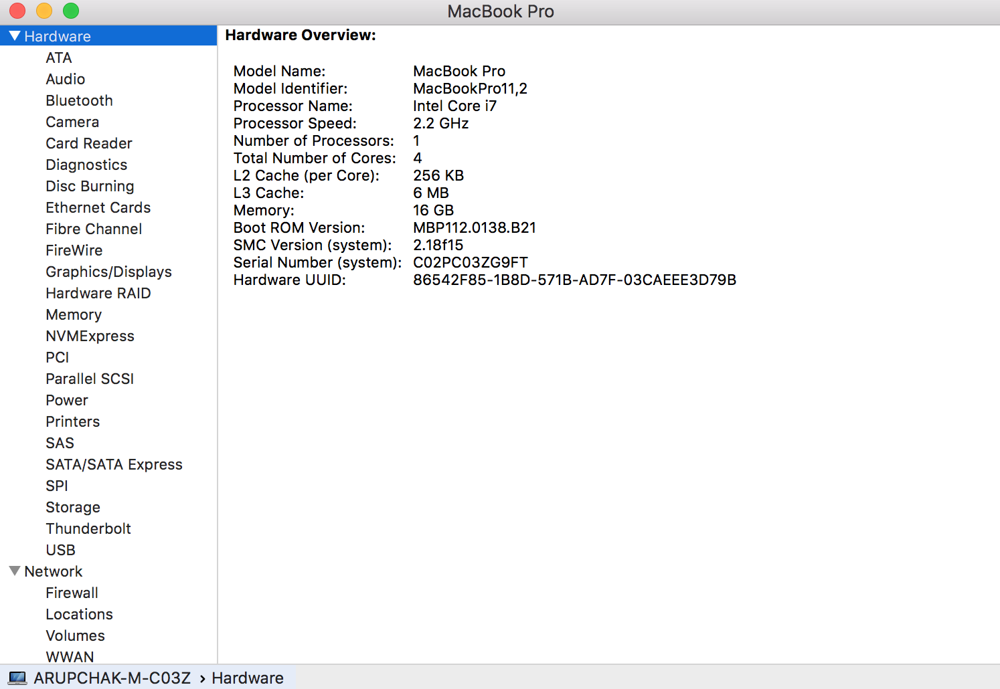 MacBook Pro
Hardware
ATA
Audio
Bluetooth
Camera
Card Reader
Diagnostics
Disc Burning
Ethernet Cards
Fibre Channel
FireWire
Graphics/Displays
Hardware RAID
Memory
NVMExpress
PCI
Parallel SCSI
Power
Printers
SAS
SATA/SATA Express
SPI
Storage
Thunderbolt
USB
Network
Firewall
Locations
Volumes
WWAN
Hardware Overview:
Model Name: MacBook Pro
Model Identifier: MacBookPro11,2
Processor Name: Intel Core i7
Processor Speed: 2.2 GHz
Number of Processors: 1
Total Number of Cores: 4
L2 Cache (per Core): 256 KB
L3 Cache: 6 MB
Memory: 16 GB
Boot ROM Version: MBP112.0138.B21
SMC Version (system): 2.18f15
Serial Number (system): C02PC03ZG9FT
Hardware UUID: 86542F85-1B8D-571B-AD7F-03CAEEE3D79B
ARUPCHAK-M-C03Z › Hardware